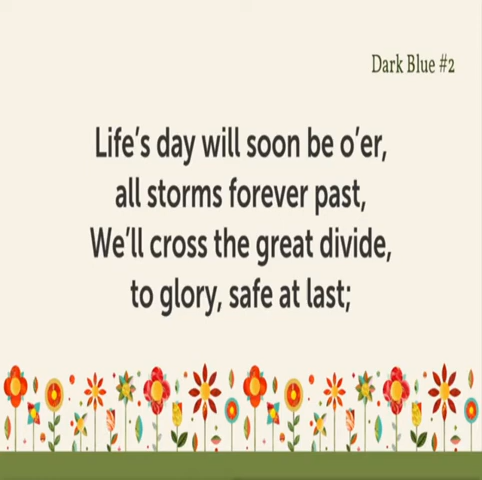 Dark Blue #2
Life's day will soon be o'er,
all storms forever past,
We'll cross the great divide,
to glory, safe at last;